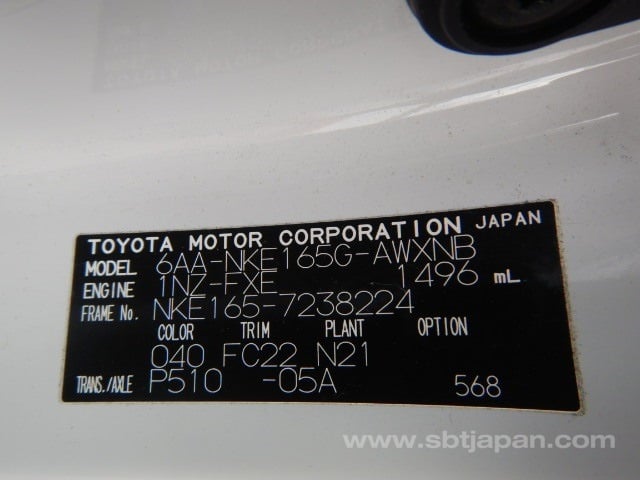 TOYOTA MOTOR CORPORATION JAPAN
MODEL 6AA-NKE165G-AWXNB
ENGINE 1NZ-FXE 1496 mL
FRAME No. NKE165-7238224
COLOR TRIM PLANT OPTION
040 FC22 N21
TRANS./AXLE P510 -05A 568
www.sbtjapan.com